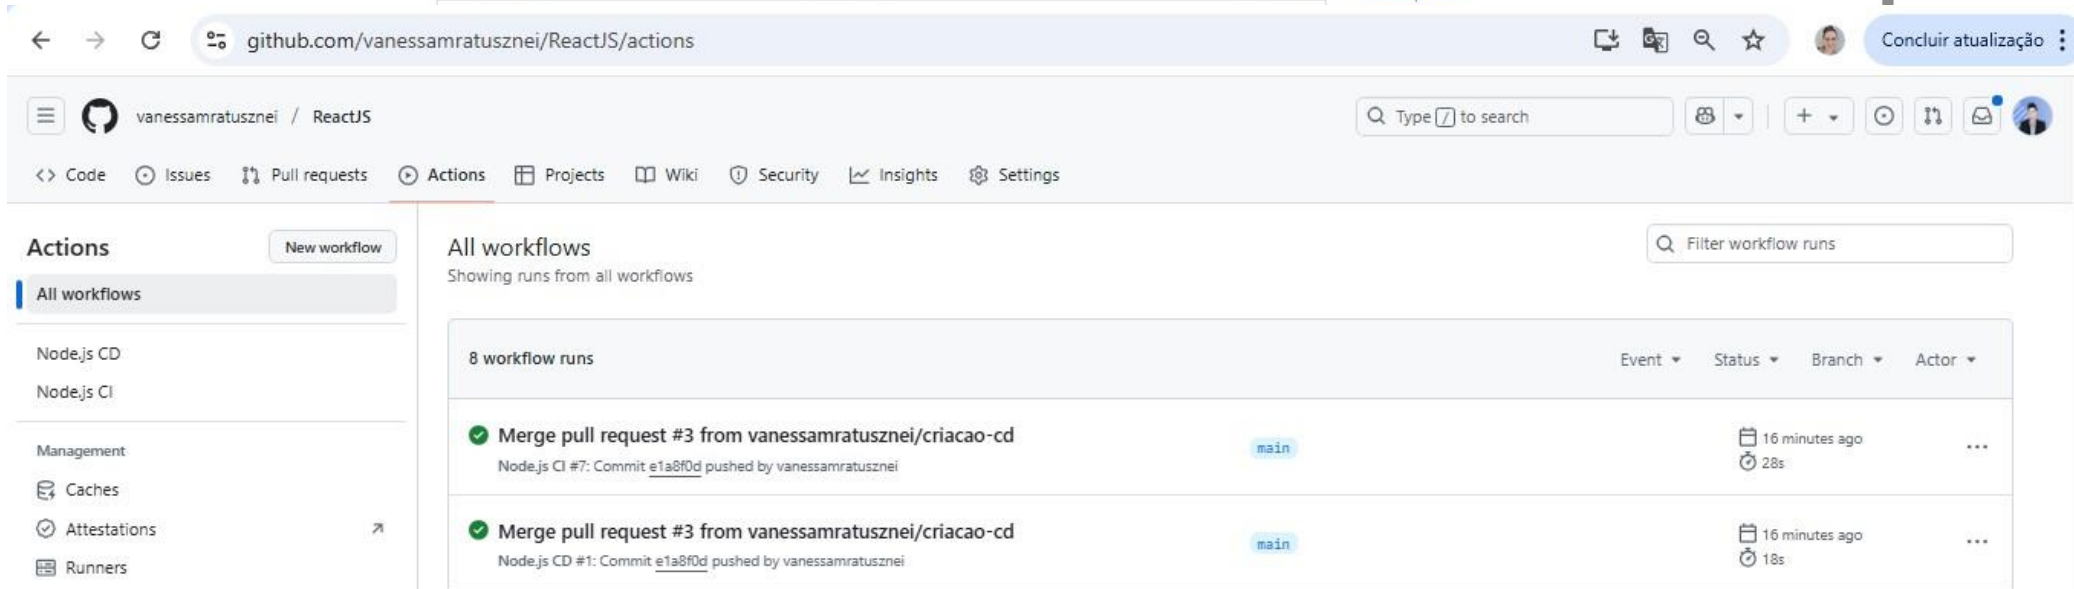 github.com/vanessamratusznei/ReactJS/actions
Concluir atualização
vanessamratusznei / ReactJS
Type / to search
Code Issues Pull requests Actions Projects Wiki Security Insights Settings
Actions
New workflow
All workflows
Node.js CD
Node.js CI
Management
Caches
Attestations
Runners
All workflows
Showing runs from all workflows
Filter workflow runs
8 workflow runs
Event Status Branch Actor
Merge pull request #3 from vanessamratusznei/criacao-cd
Node.js CI #7: Commit e1a8f0d pushed by vanessamratusznei
main
16 minutes ago
28s
Merge pull request #3 from vanessamratusznei/criacao-cd
Node.js CD #1: Commit e1a8f0d pushed by vanessamratusznei
main
16 minutes ago
18s